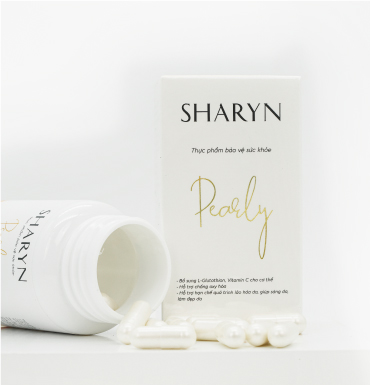 SHARYN
Thực phẩm bảo vệ sức khỏe
Pearly
- Bổ sung L-Glutathion, Vitamin C cho cơ thể
- Hỗ trợ chống oxy hóa
- Hỗ trợ hạn chế quá trình lão hóa da, giúp sáng da,
làm đẹp da
SHARYN